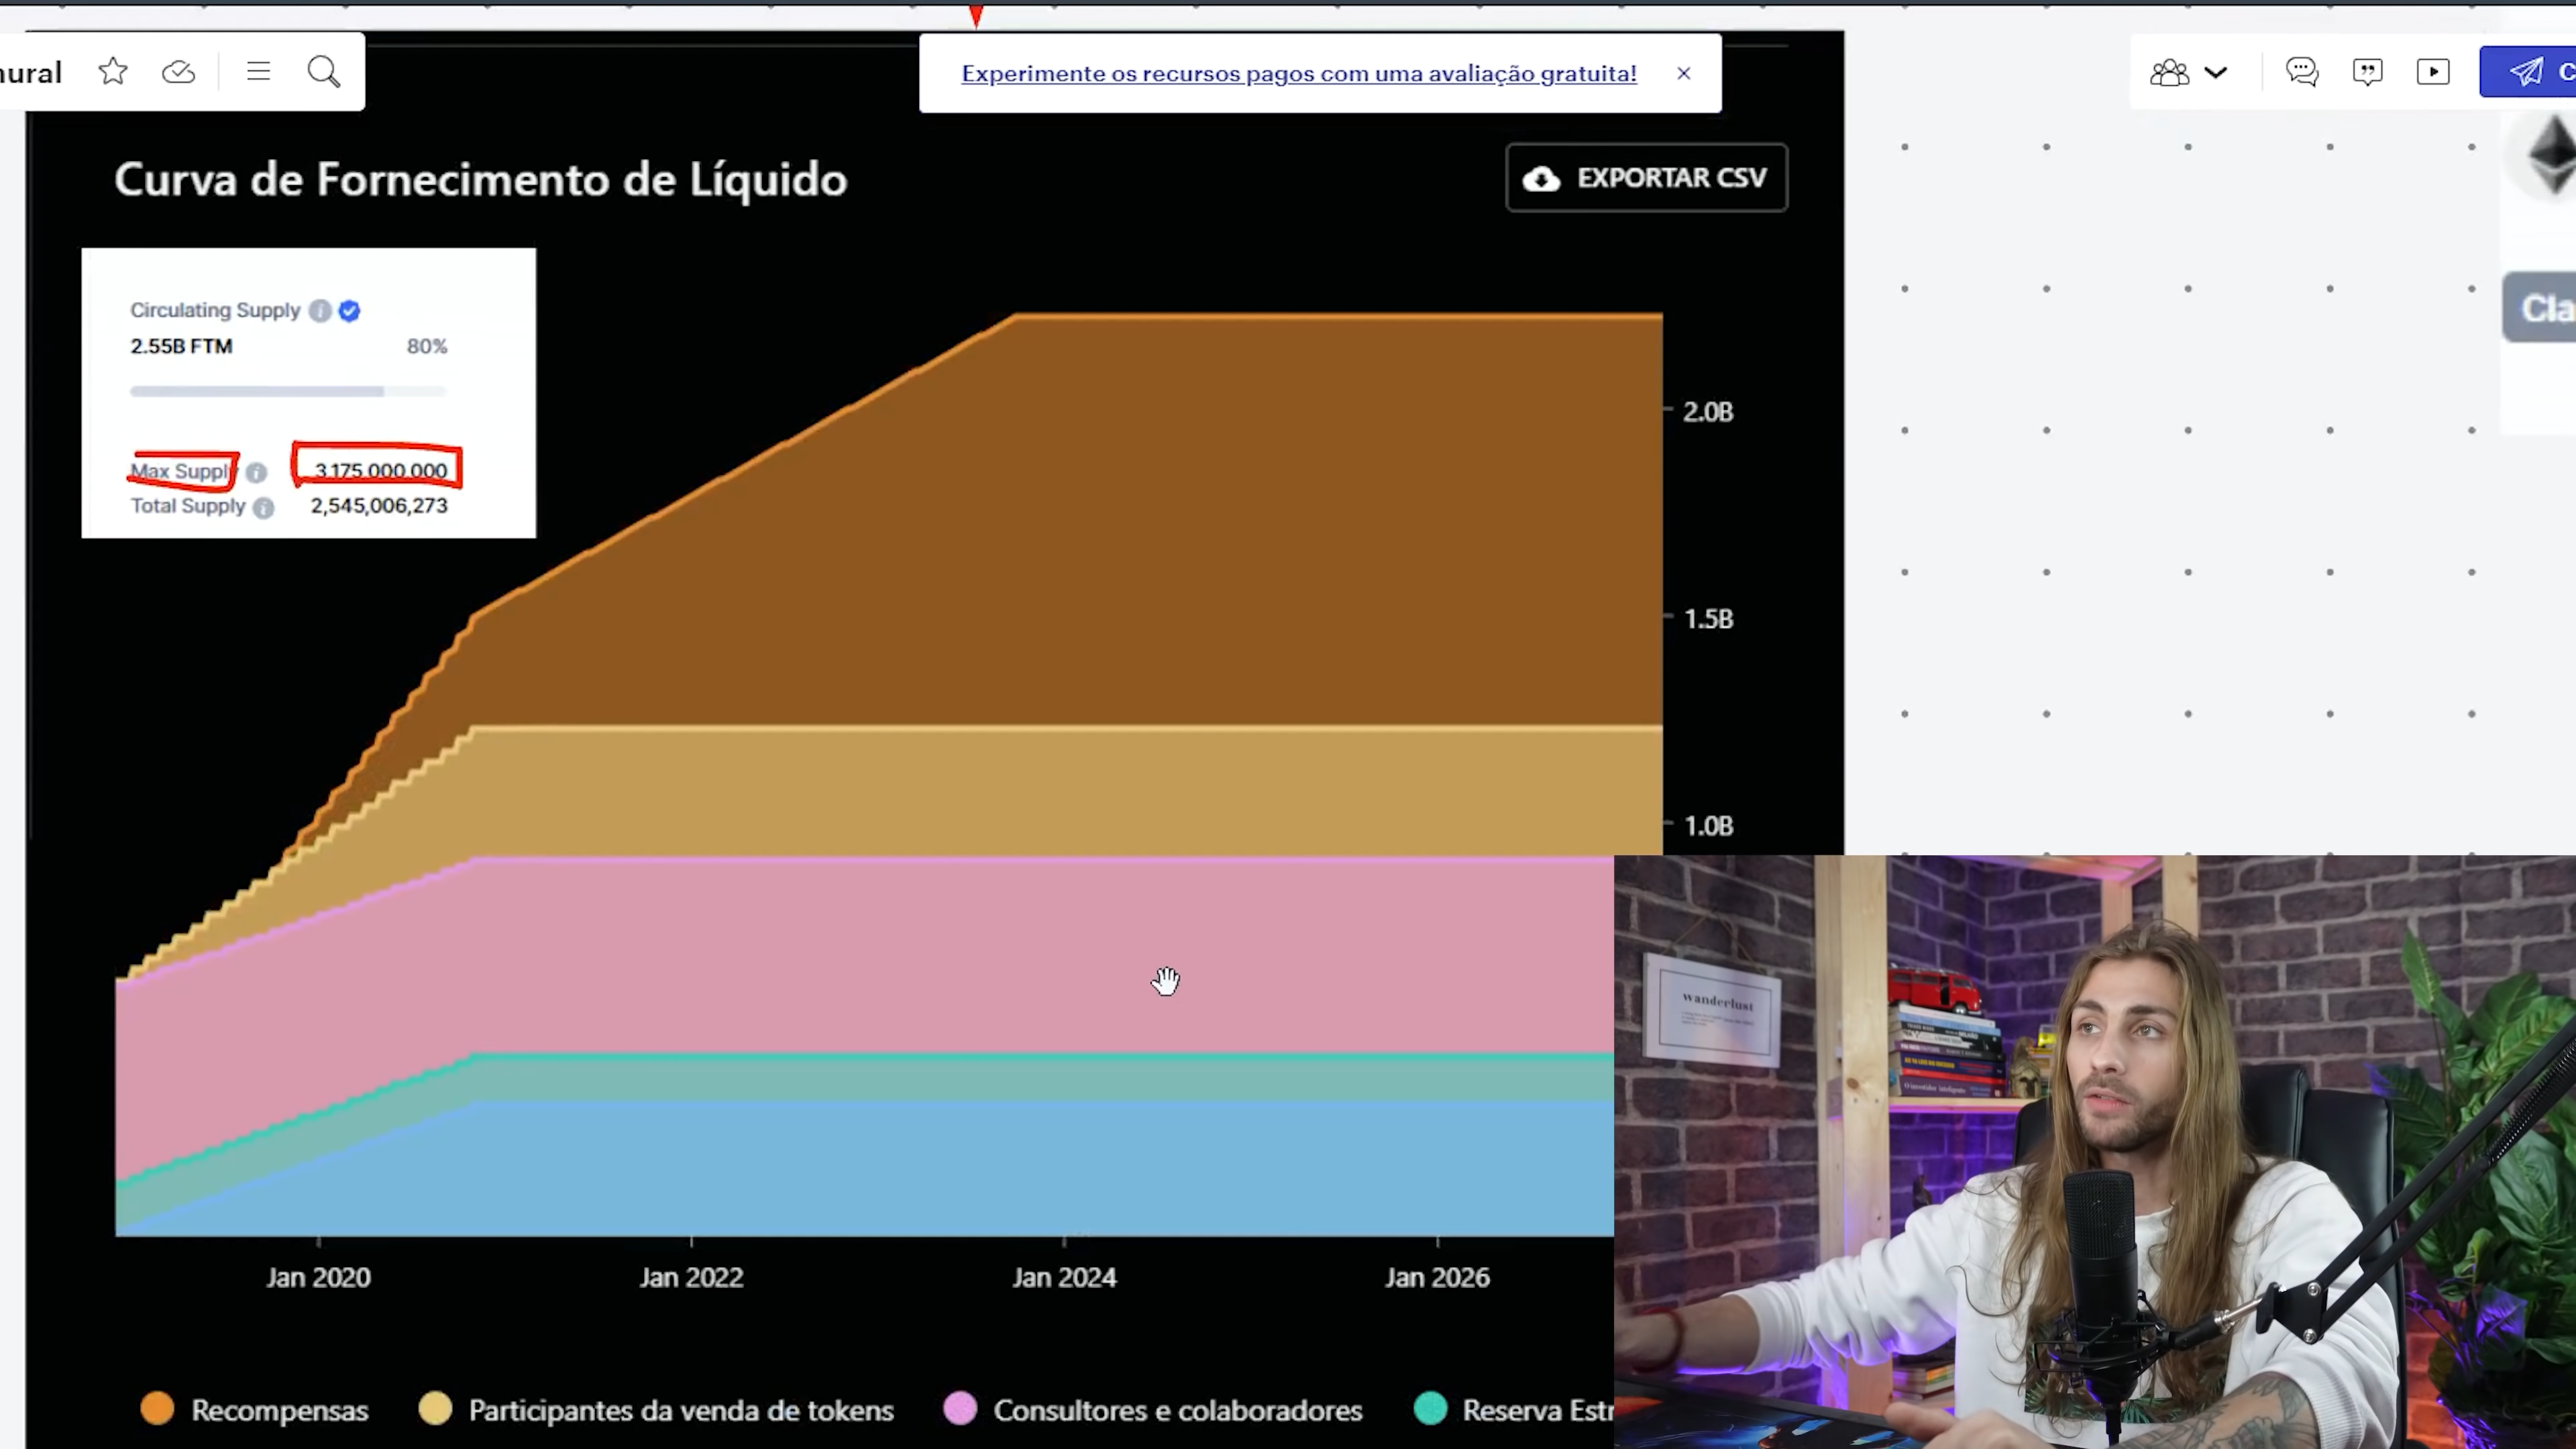 mural
Experimente os recursos pagos com uma avaliação gratuita!
C
Curva de Fornecimento de Líquido
EXPORTAR CSV
Circulating Supply
2.55B FTM 80%
Max Supply 3.175.000.000
Total Supply 2,545,006,273
Cla
2.0B
1.5B
1.0B
wanderlust
Jan 2020 Jan 2022 Jan 2024 Jan 2026
Recompensas Participantes da venda de tokens Consultores e colaboradores Reserva Estr